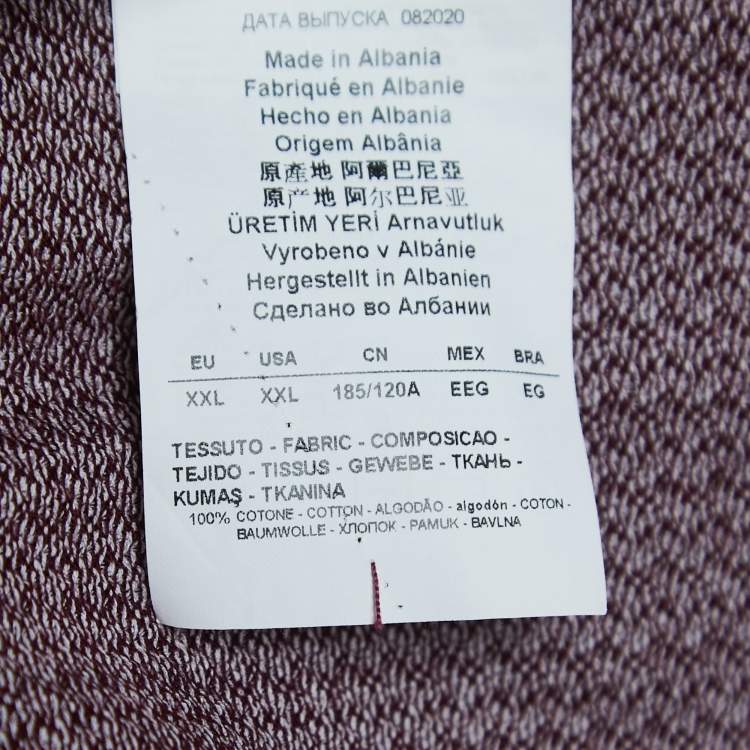 ДАТА ВЫПУСКА 082020
Made in Albania
Fabriqué en Albanie
Hecho en Albania
Origem Albânia
原產地 阿爾巴尼亞
原产地 阿尔巴尼亚
ÜRETİM YERİ Arnavutluk
Vyrobeno v Albánie
Hergestellt in Albanien
Сделано во Албании
EU USA CN MEX BRA
XXL XXL 185/120A EEG EG
TESSUTO - FABRIC - COMPOSICAO -
TEJIDO - TISSUS - GEWEBE - ТКАНЬ -
KUMAŞ - TKANINA
100% COTONE - COTTON - ALGODÃO - algodón - COTON -
BAUMWOLLE - ХЛОПОК - PAMUK - BAVLNA